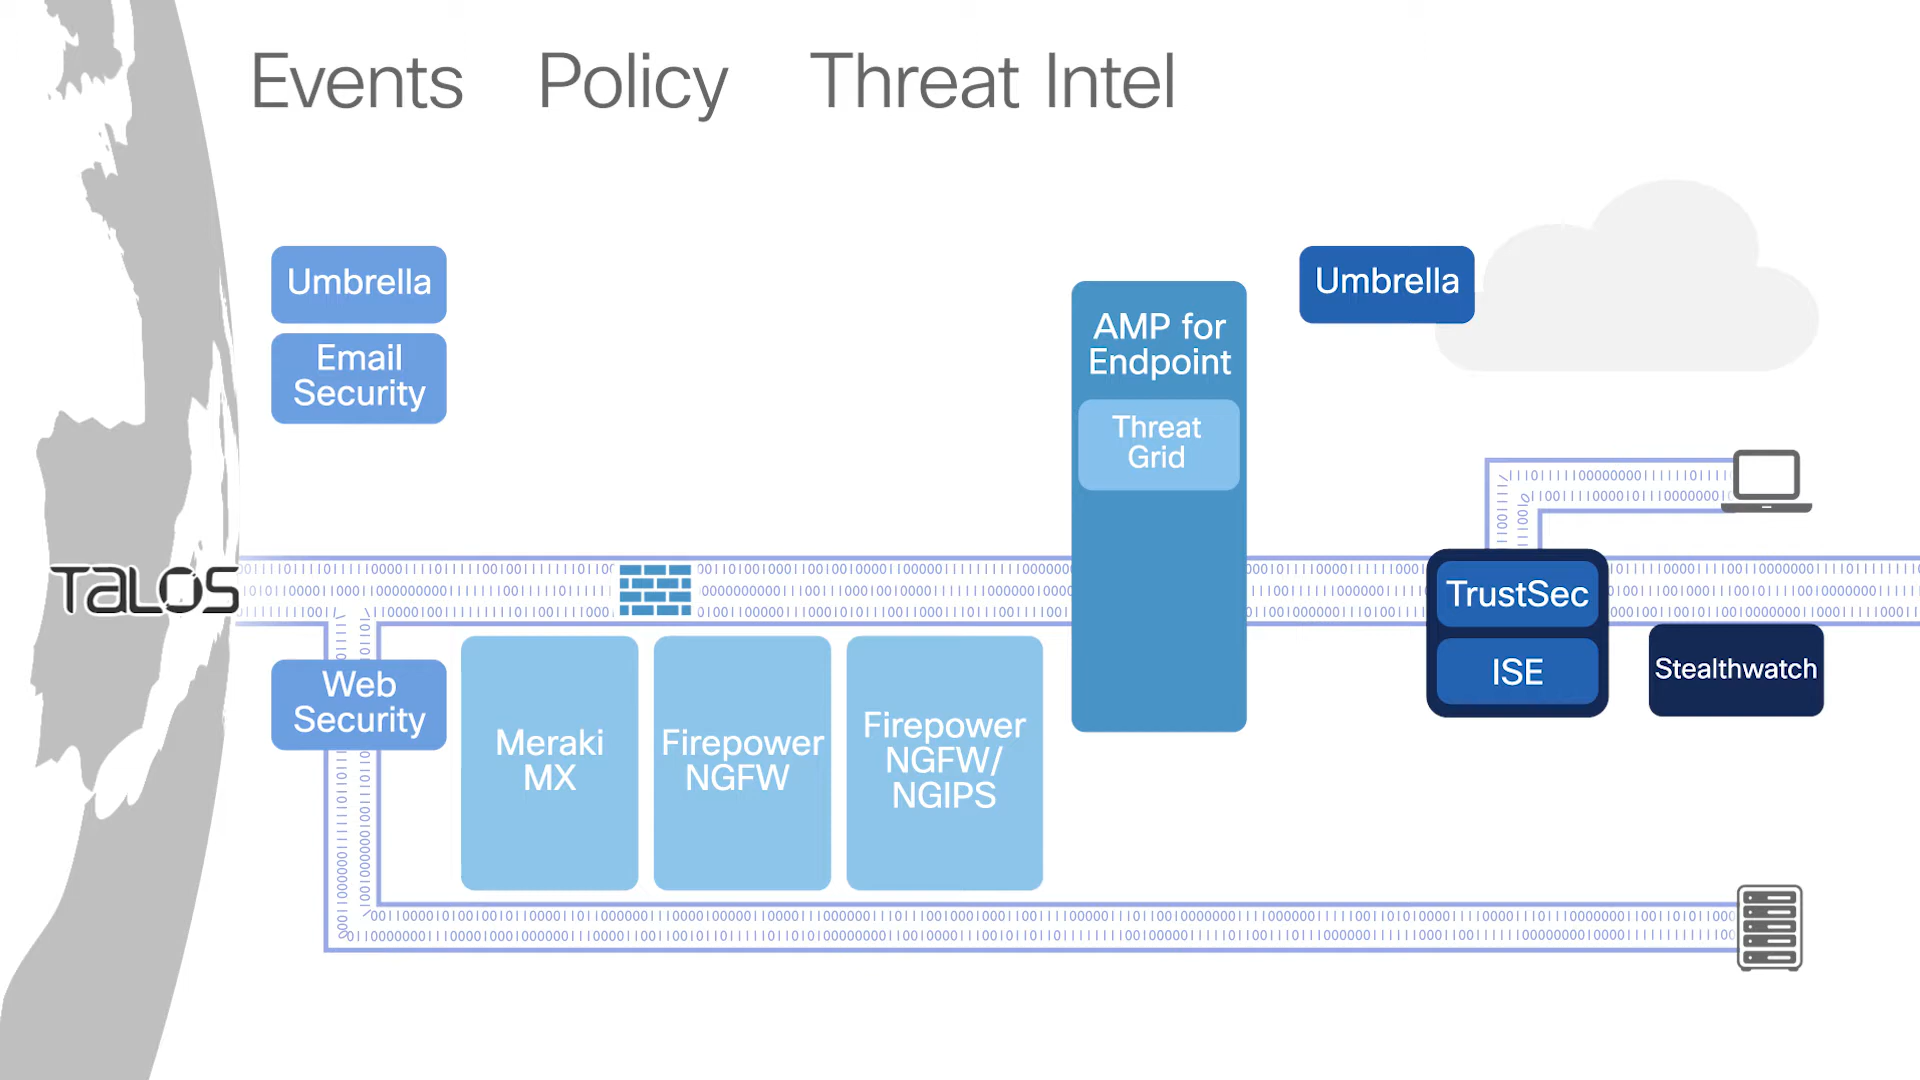 Events Policy Threat Intel
Umbrella
Email
Security
AMP for
Endpoint
Threat
Grid
Umbrella
TALOS
TrustSec
ISE
Stealthwatch
Web
Security
Meraki
MX
Firepower
NGFW
Firepower
NGFW/
NGIPS